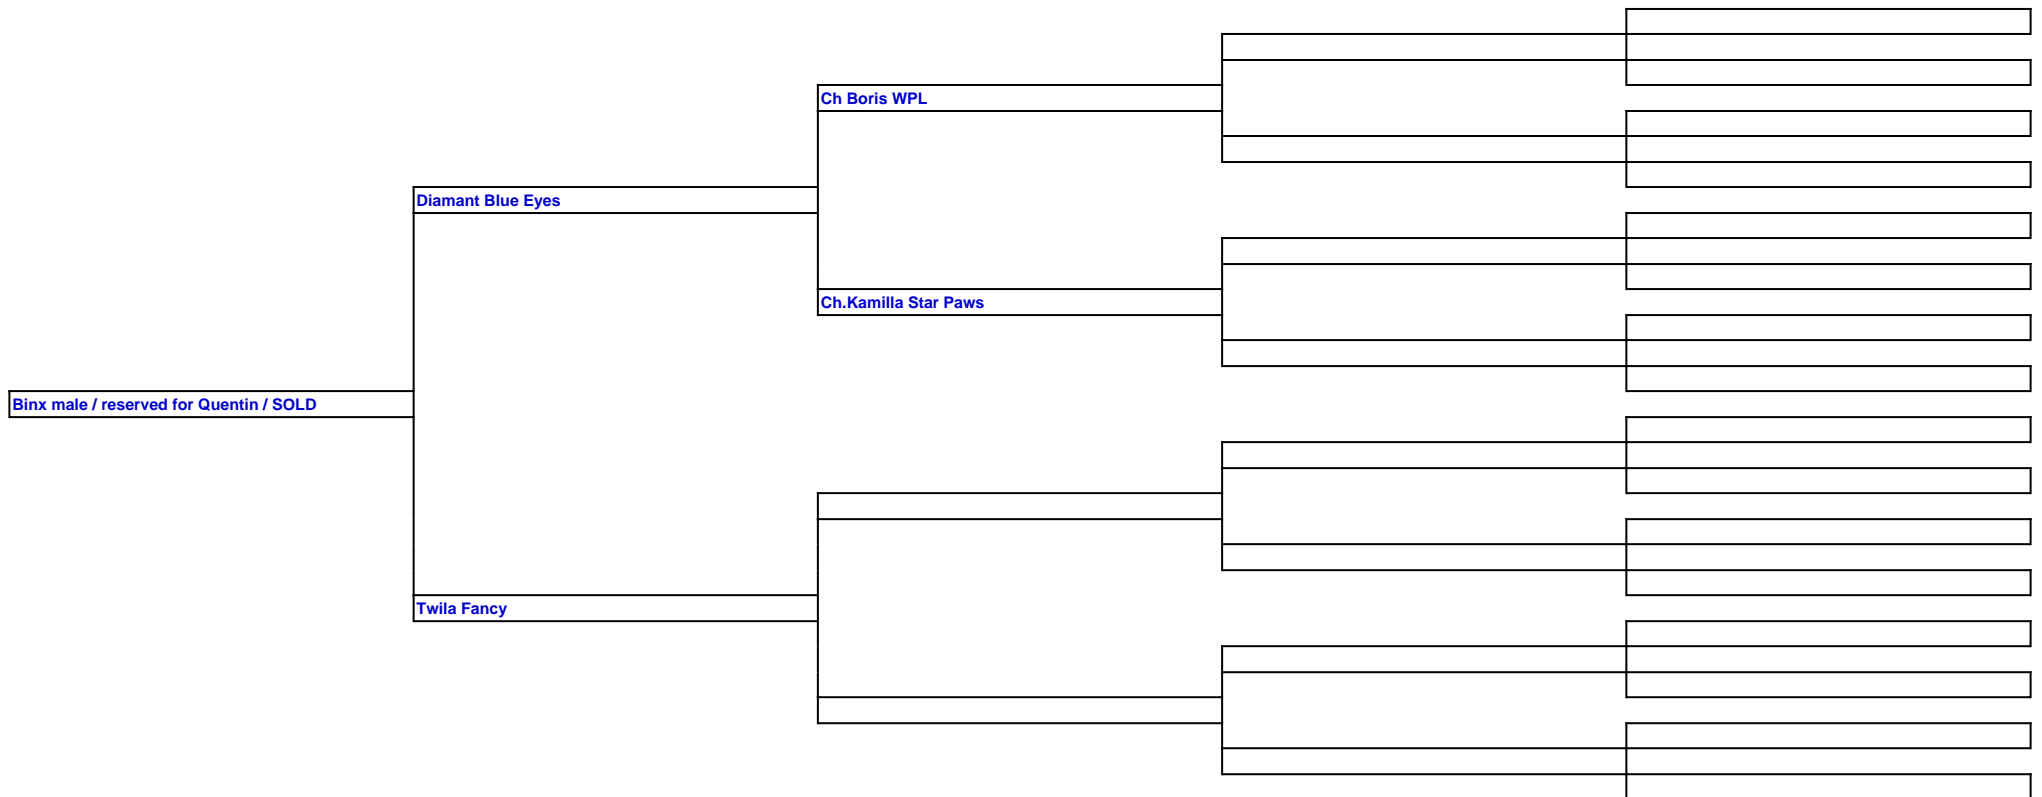 Ch Boris WPL
Diamant Blue Eyes
Ch.Kamilla Star Paws
Binx male / reserved for Quentin / SOLD
Twila Fancy